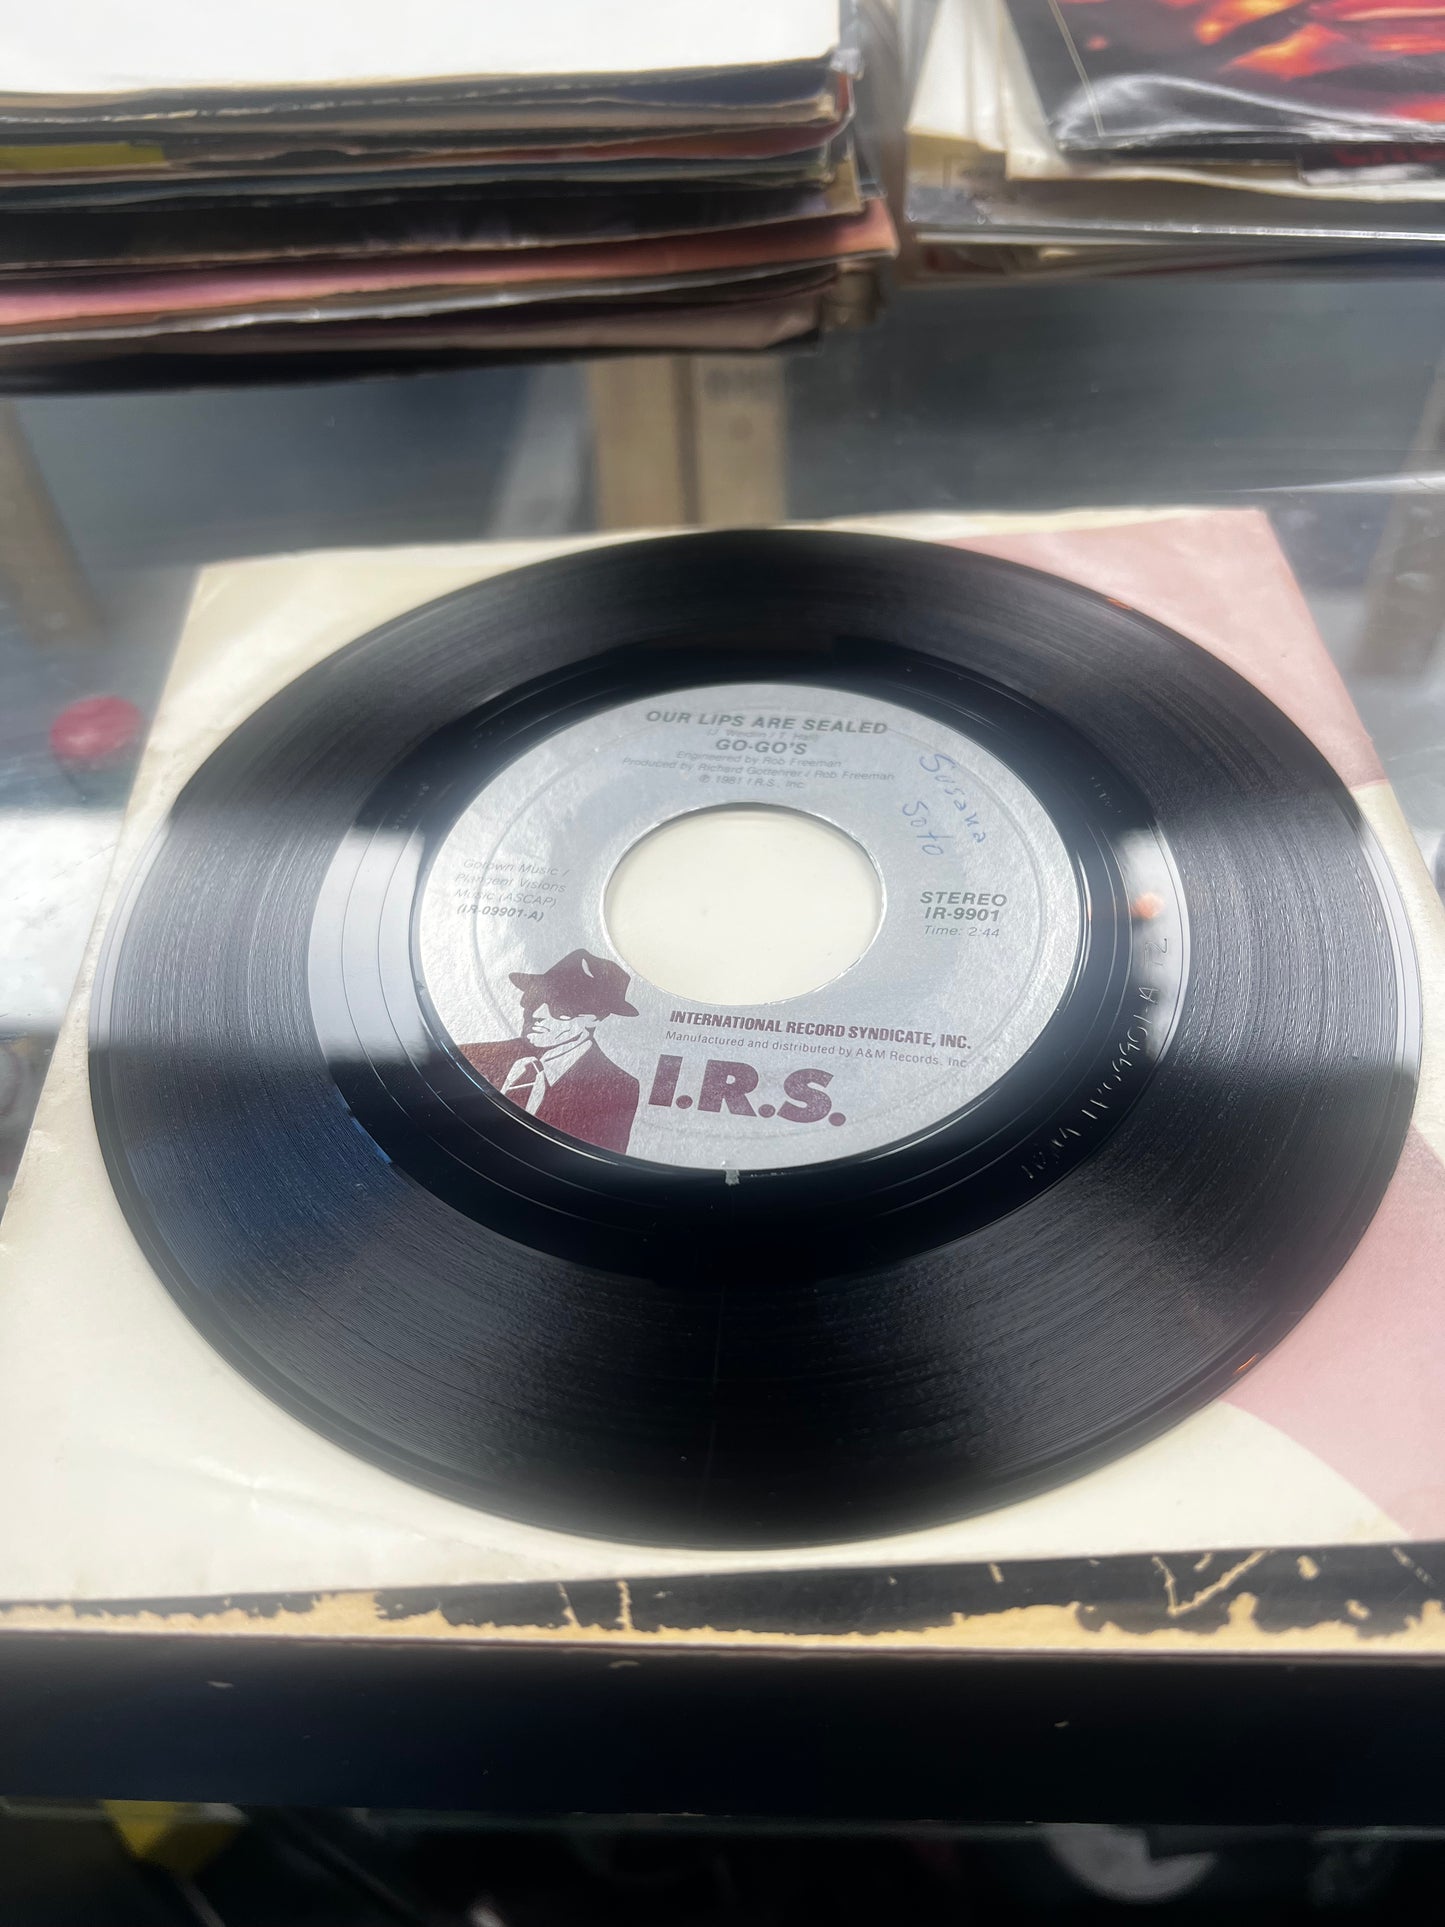 OUR LIPS ARE SEALED
(J. Wiedlin / T. Hall)
GO-GO'S
Engineered by Rob Freeman
Produced by Richard Gottehrer / Rob Freeman
℗ 1981 I.R.S., Inc.
Susana
Soto
Gotown Music /
Plangent Visions
Music (ASCAP)
(IR-09901-A)
STEREO
IR-9901
Time: 2:44
INTERNATIONAL RECORD SYNDICATE, INC.
Manufactured and distributed by A&M Records, Inc.
I.R.S.